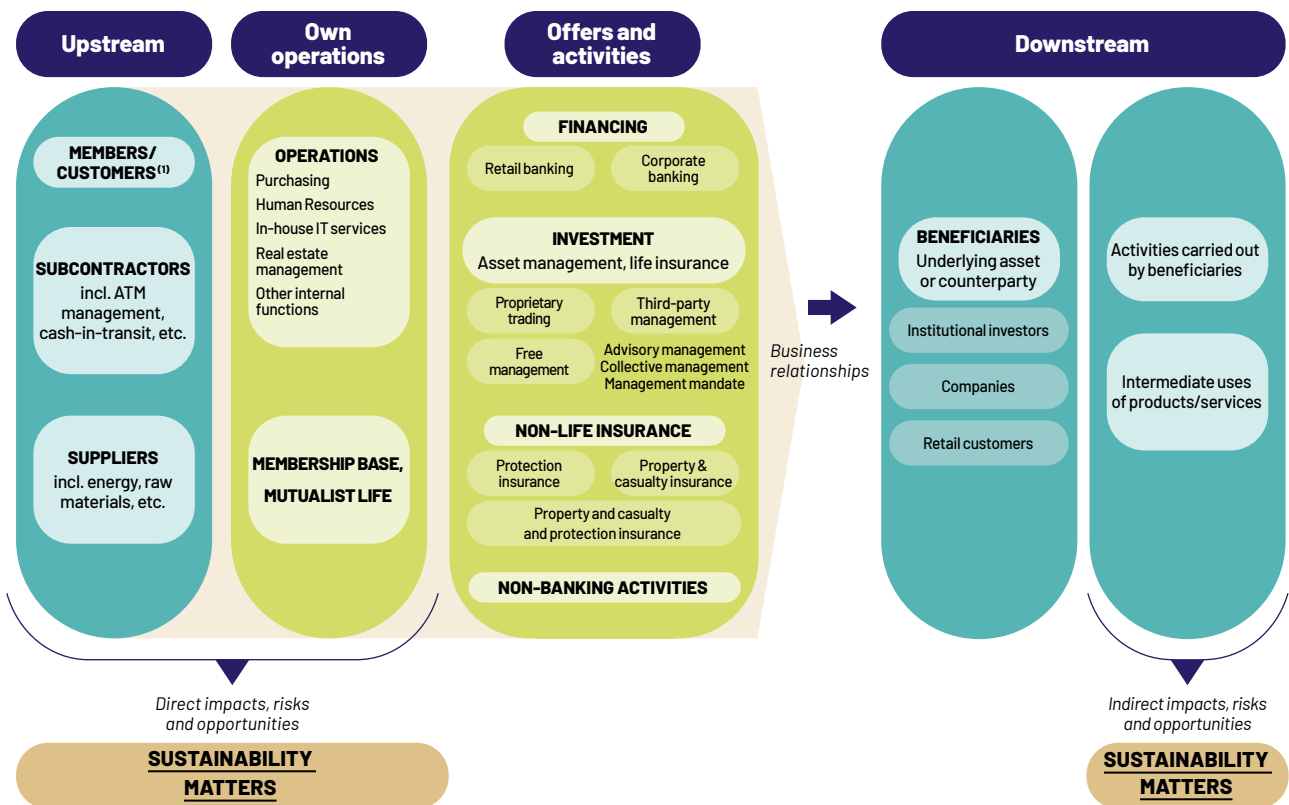 Upstream
Own
operations
Offers and
activities
Downstream
MEMBERS/
CUSTOMERS(1)
SUBCONTRACTORS
incl. ATM
management,
cash-in-transit, etc.
SUPPLIERS
incl. energy, raw
materials, etc.
OPERATIONS
Purchasing
Human Resources
In-house IT services
Real estate
management
Other internal
functions
MEMBERSHIP BASE,
MUTUALIST LIFE
FINANCING
Retail banking
Corporate
banking
INVESTMENT
Asset management, life insurance
Proprietary
trading
Third-party
management
Free
management
Advisory management
Collective management
Management mandate
NON-LIFE INSURANCE
Protection
insurance
Property &
casualty insurance
Property and casualty
and protection insurance
NON-BANKING ACTIVITIES
Business
relationships
BENEFICIARIES
Underlying asset
or counterparty
Institutional investors
Companies
Retail customers
Activities carried out
by beneficiaries
Intermediate uses
of products/services
Direct impacts, risks
and opportunities
SUSTAINABILITY
MATTERS
Indirect impacts, risks
and opportunities
SUSTAINABILITY
MATTERS